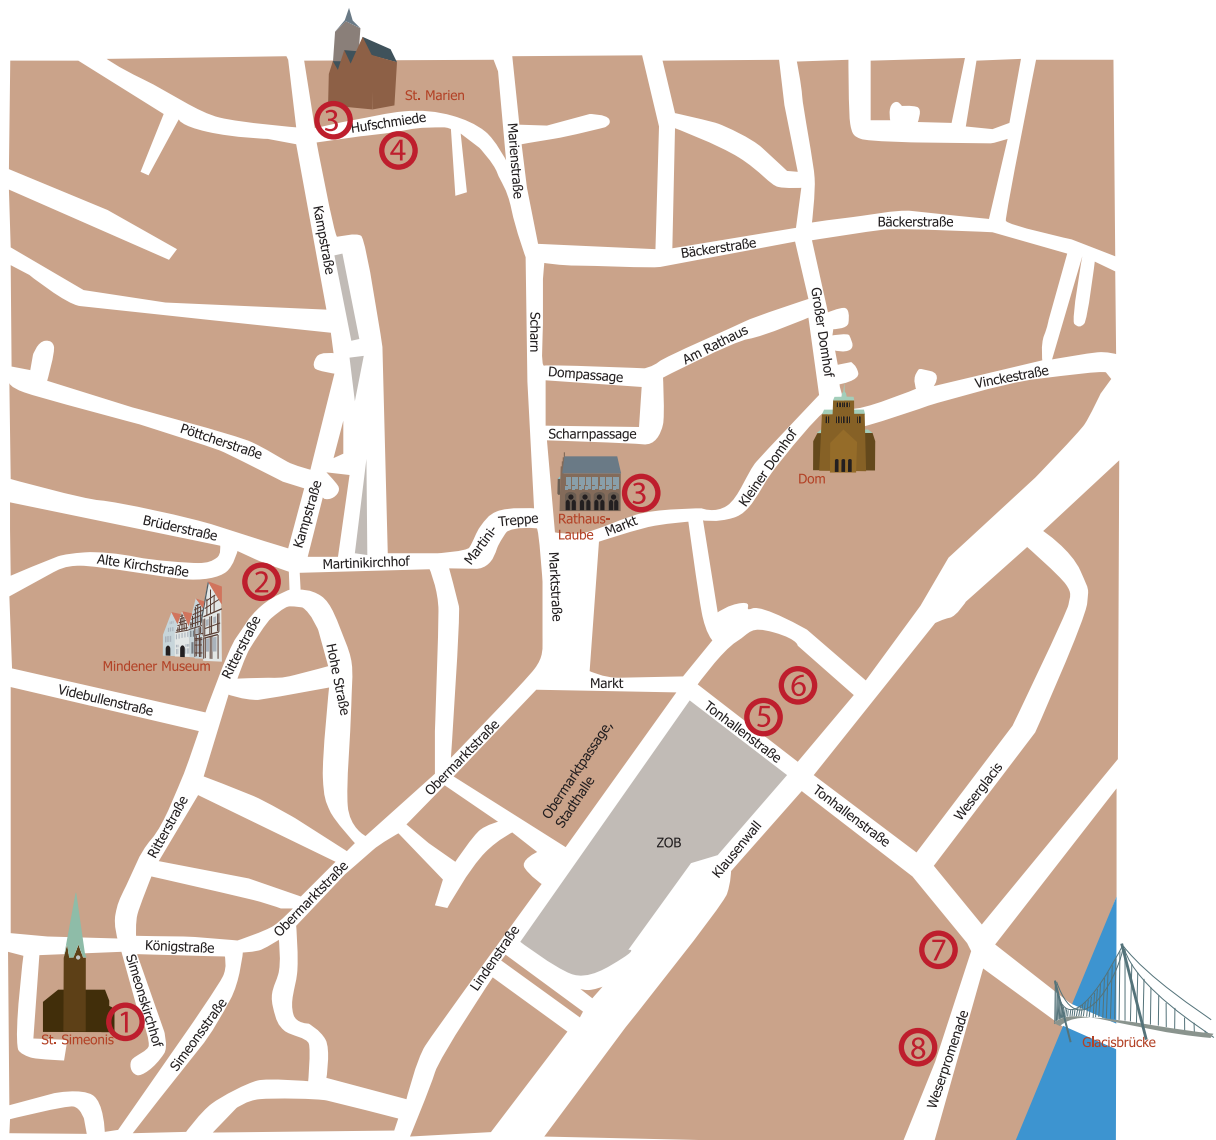 St. Marien
3
Hufschmiede
4
Marienstraße
Kampstraße
Bäckerstraße
Bäckerstraße
Großer Domhof
Scharn
Am Rathaus
Dompassage
Vinckestraße
Scharnpassage
Pöttcherstraße
Kleiner Domhof
Dom
3
Rathaus-
Laube
Markt
Kampstraße
Brüderstraße
Martini-
Treppe
Martinikirchhof
Alte Kirchstraße
2
Marktstraße
Mindener Museum
Ritterstraße
Hohe Straße
Videbullenstraße
Markt
6
5
Tonhallenstraße
Obermarktstraße
Obermarktpassage,
Stadthalle
ZOB
Klausenwall
Tonhallenstraße
Weserglacis
Ritterstraße
Obermarktstraße
Königstraße
Lindenstraße
7
Simeonskirchhof
1
St. Simeonis
Simeonsstraße
8
Weserpromenade
Glacisbrücke